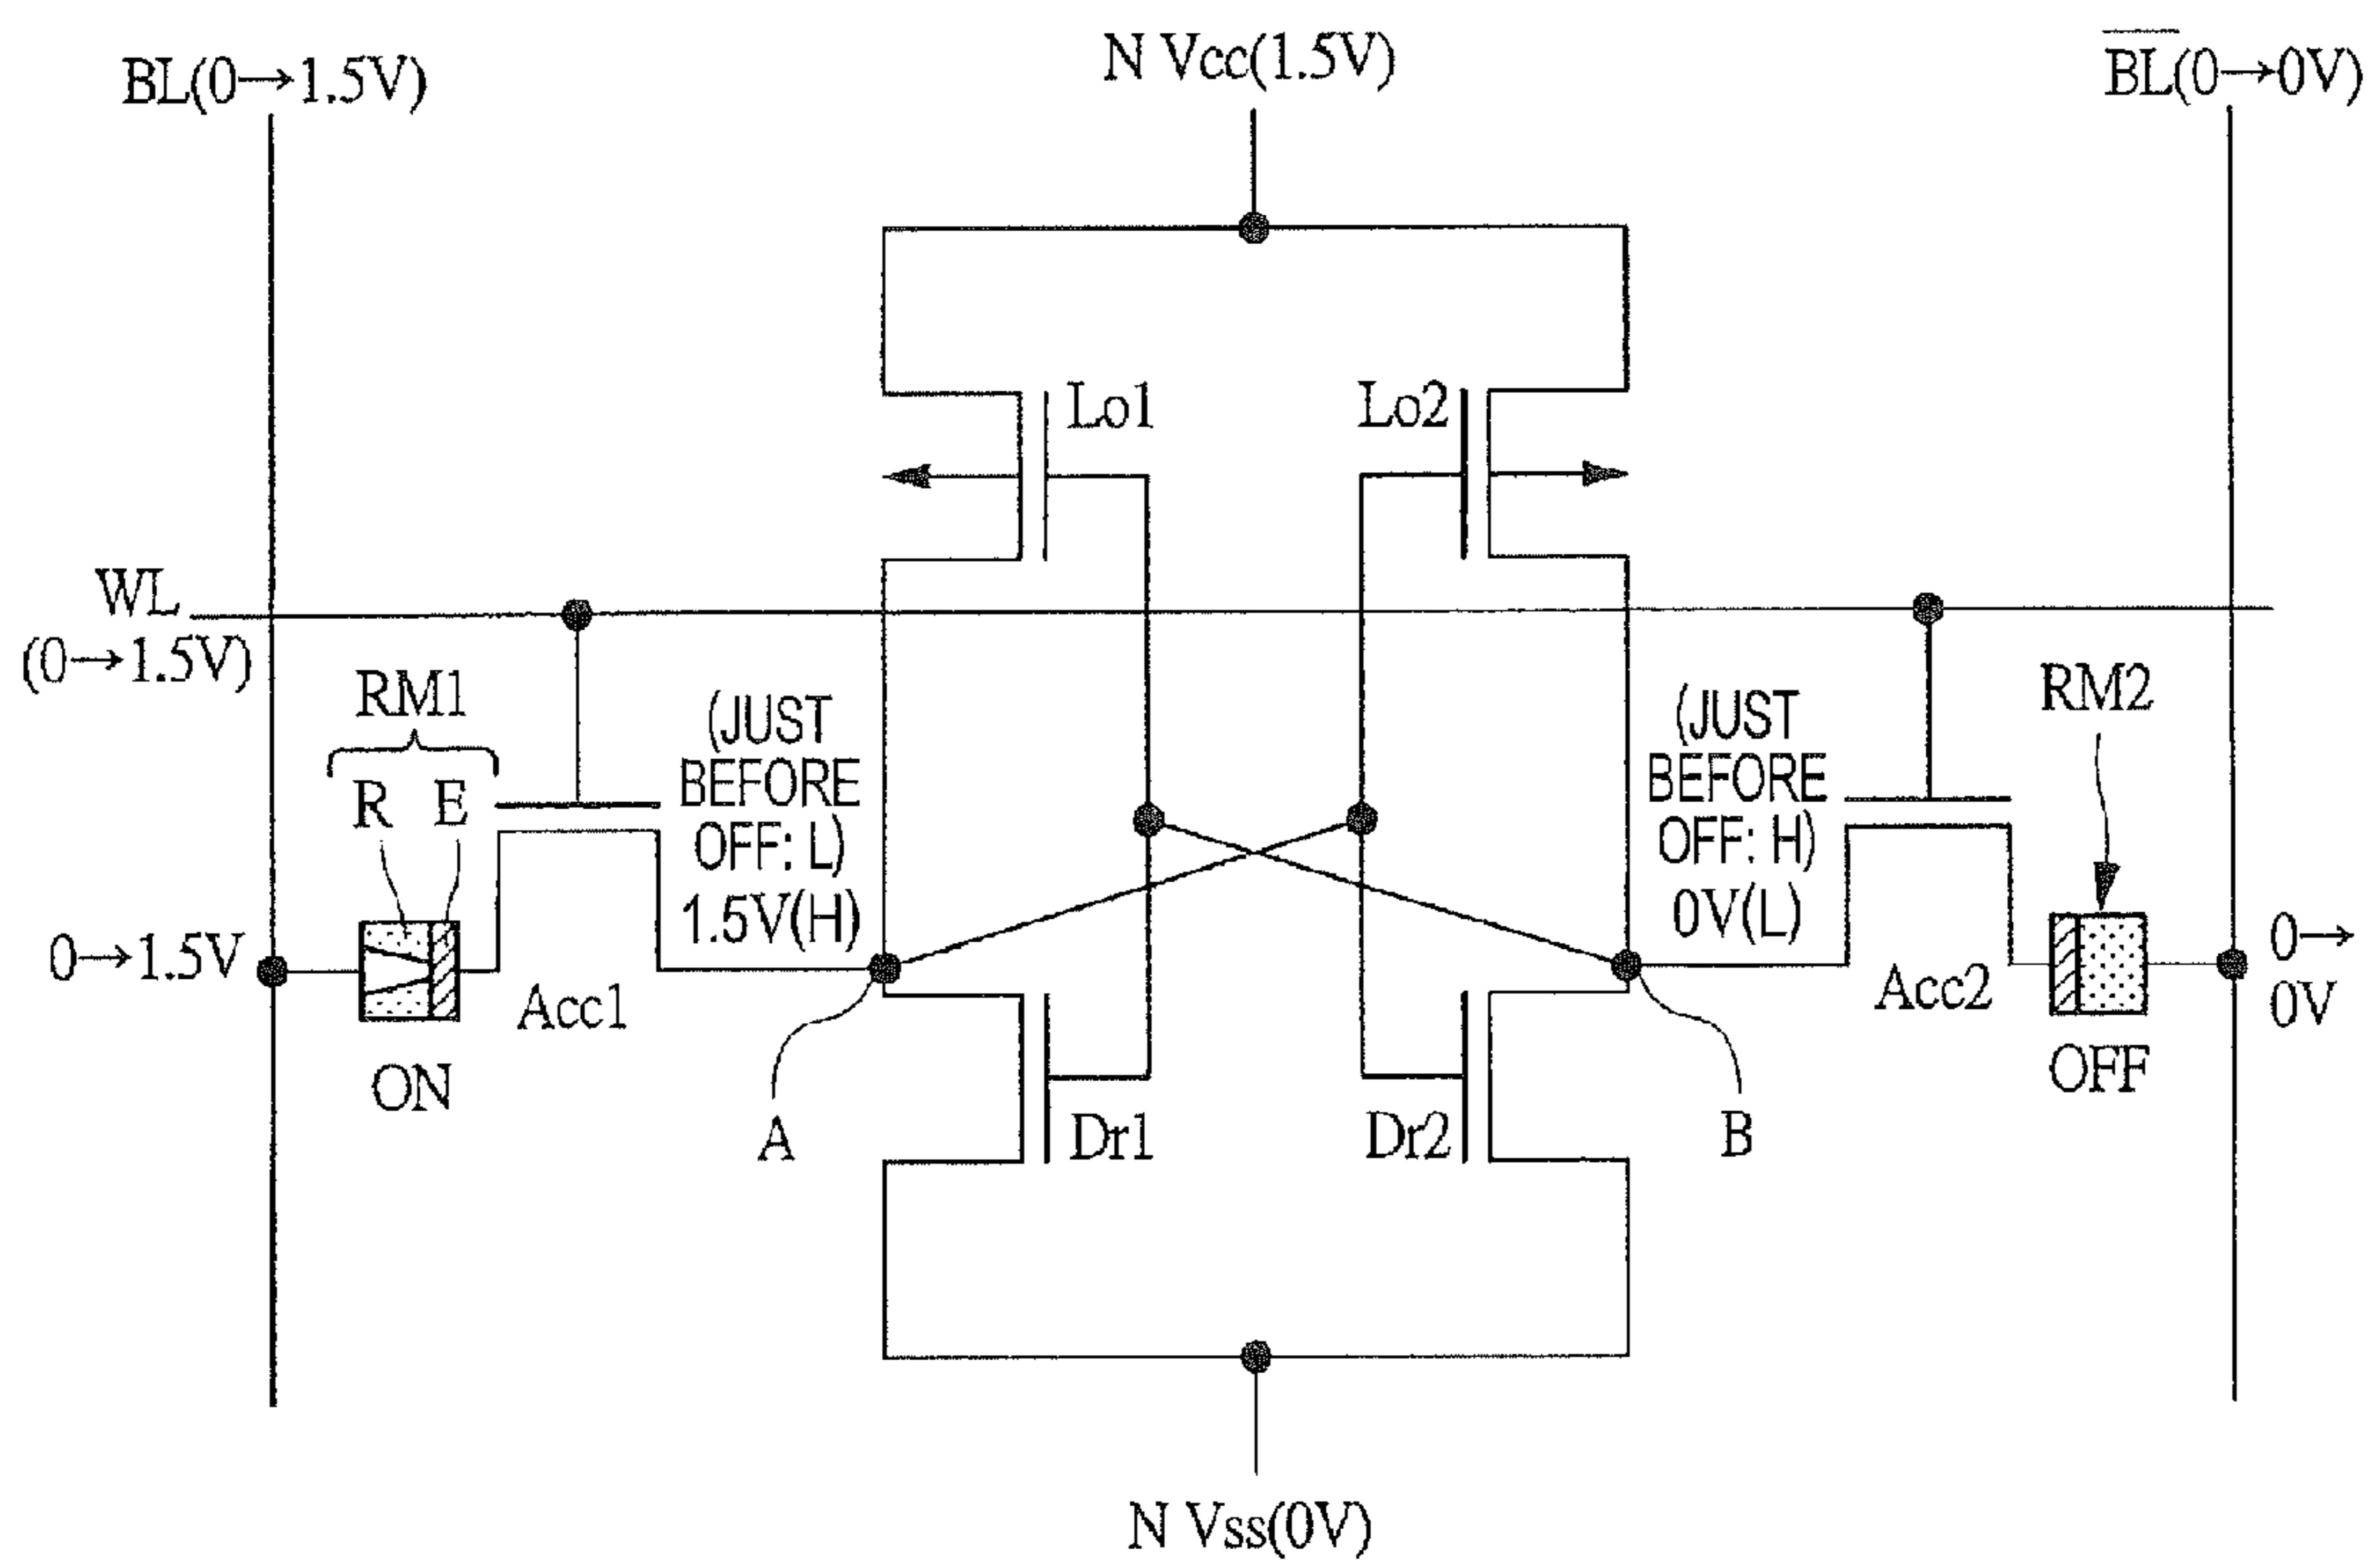 BL(0→1.5V)
N Vcc(1.5V)
B̅L̅(0→0V)
Lo1
Lo2
WL
(0→1.5V)
RM1
R E
(JUST
BEFORE
OFF: L)
1.5V(H)
(JUST
BEFORE
OFF: H)
0V(L)
RM2
0→1.5V
Acc1
ON
A
Dr1
Dr2
B
Acc2
OFF
0→
0V
N Vss(0V)